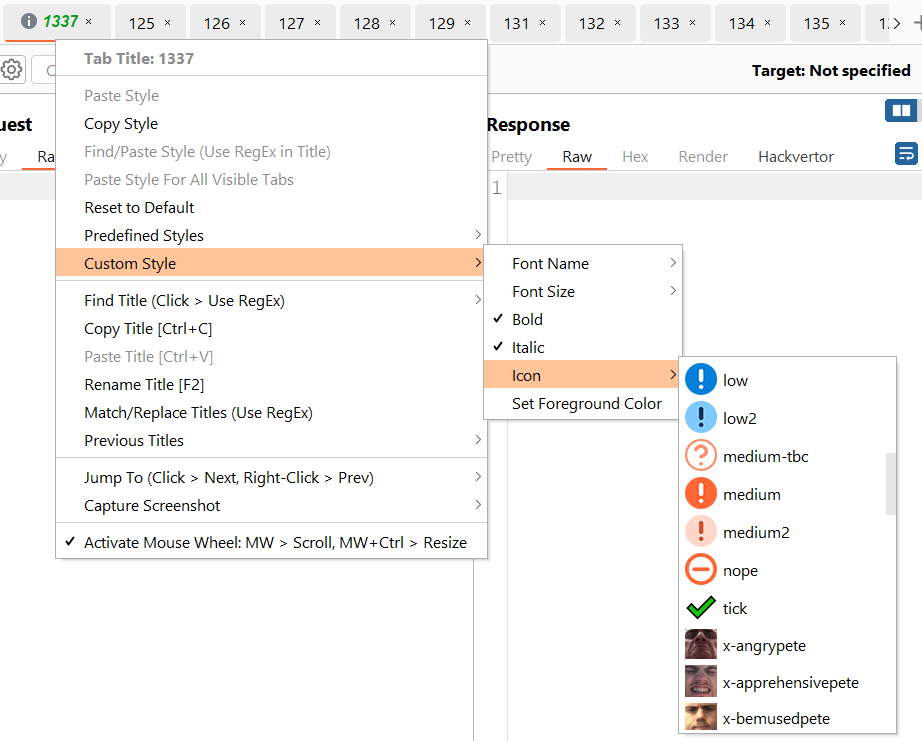 1337 × 125 × 126 × 127 × 128 × 129 × 131 × 132 × 133 × 134 × 135 ×
Tab Title: 1337
Target: Not specified
Paste Style
Copy Style
uest
Response
Find/Paste Style (Use RegEx in Title)
y Ra
Pretty Raw Hex Render Hackvertor
Paste Style For All Visible Tabs
1
Reset to Default
Predefined Styles >
Custom Style >
Find Title (Click > Use RegEx) >
Copy Title [Ctrl+C]
Paste Title [Ctrl+V]
Rename Title [F2]
Match/Replace Titles (Use RegEx)
Previous Titles >
Jump To (Click > Next, Right-Click > Prev) >
Capture Screenshot >
✓ Activate Mouse Wheel: MW > Scroll, MW+Ctrl > Resize
Font Name >
Font Size >
✓ Bold
✓ Italic
Icon >
Set Foreground Color
low
low2
medium-tbc
medium
medium2
nope
tick
x-angrypete
x-apprehensivepete
x-bemusedpete